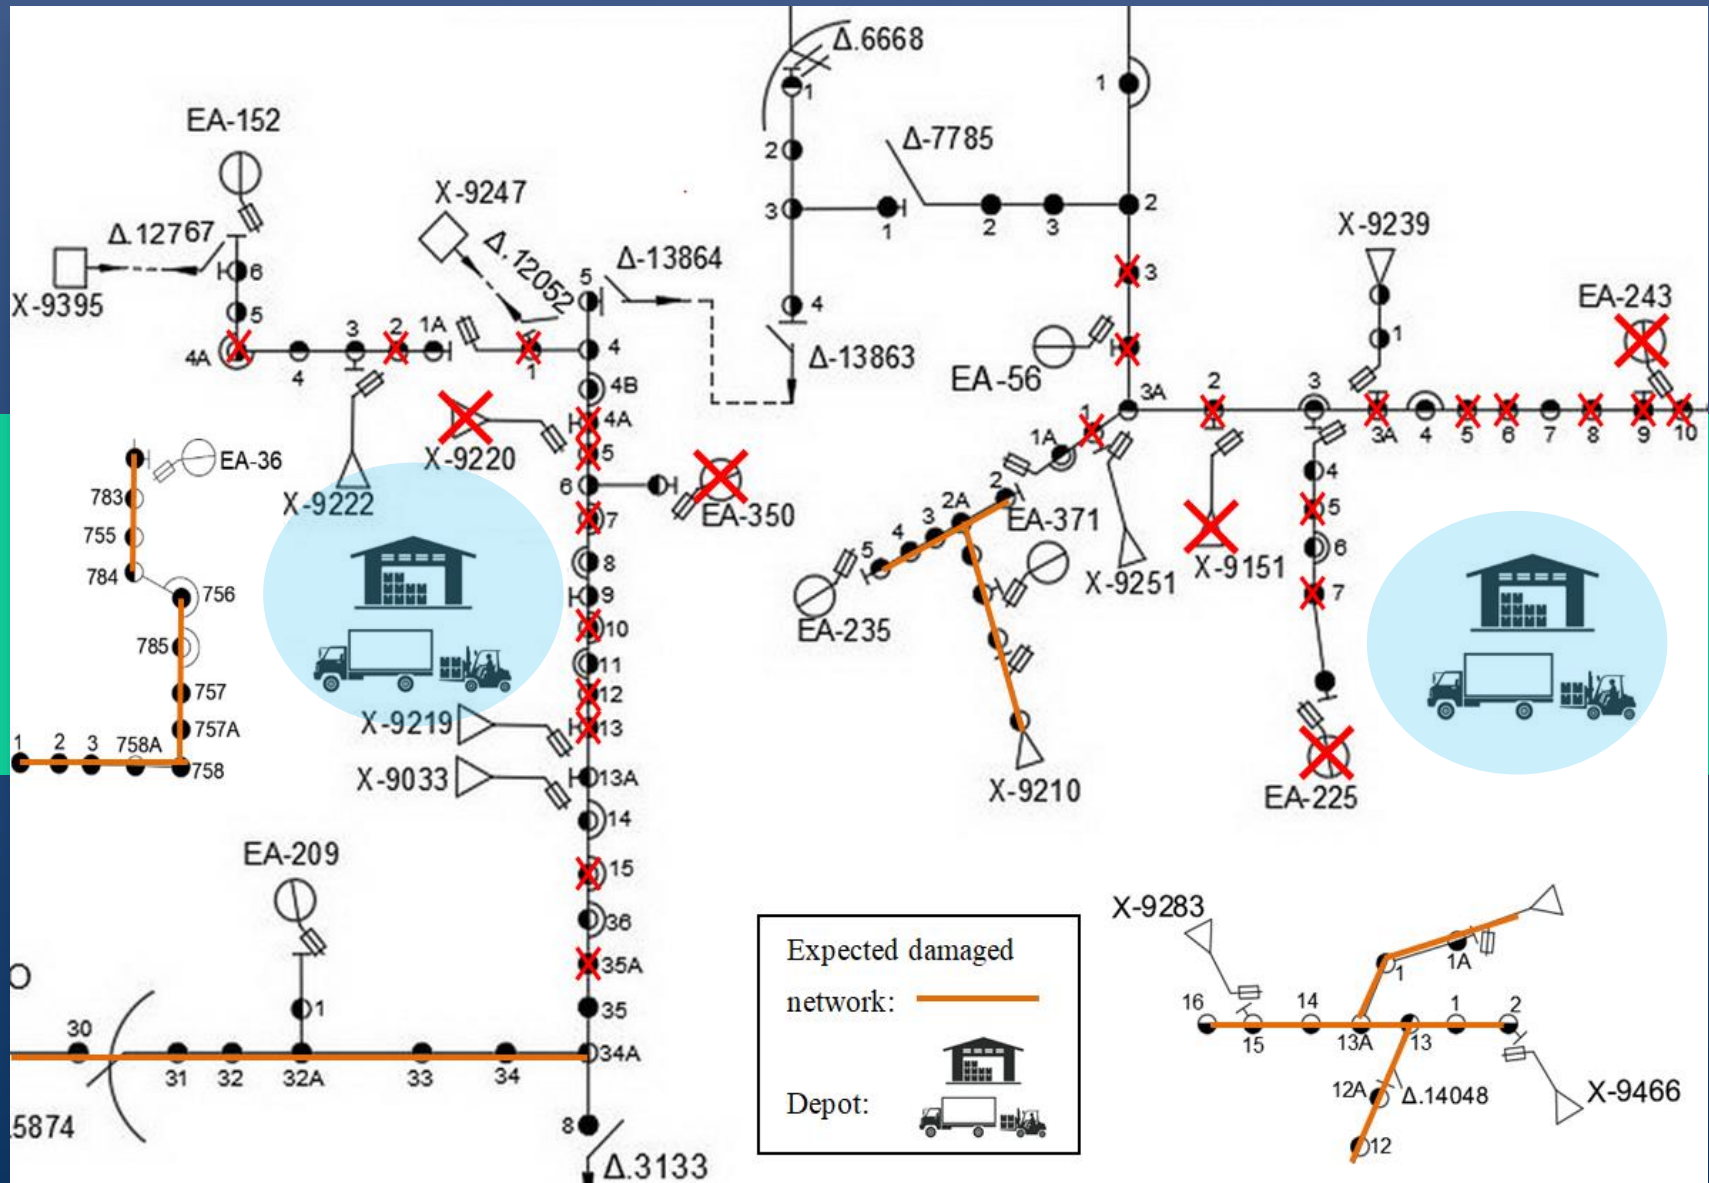 Δ.6668
1
1
EA-152
Δ-7785
2
X-9247
X-9239
3
1
2
3
2
Δ.12767
Δ.12052
Δ-13864
6
5
3
EA-243
X-9395
5
4
Δ-13863
1
3
2
1A
4A
4
1
4
EA-56
4B
3A
2
3
X-9220
4A
1
3A
4
5
6
7
8
9
10
5
1A
EA-36
X-9222
6
EA-350
2
2A
EA-371
4
783
7
3
5
755
4
8
5
6
784
X-9251
X-9151
756
9
7
EA-235
10
785
11
757
12
X-9219
13
757A
1
2
3
758A
758
X-9033
13A
X-9210
EA-225
14
EA-209
15
36
X-9283
Expected damaged
network:
O
35A
1
1A
1
35
16
14
1
2
30
34A
15
13A
13
31
32
32A
33
34
Depot:
12A
Δ.14048
X-9466
.5874
8
12
Δ.3133